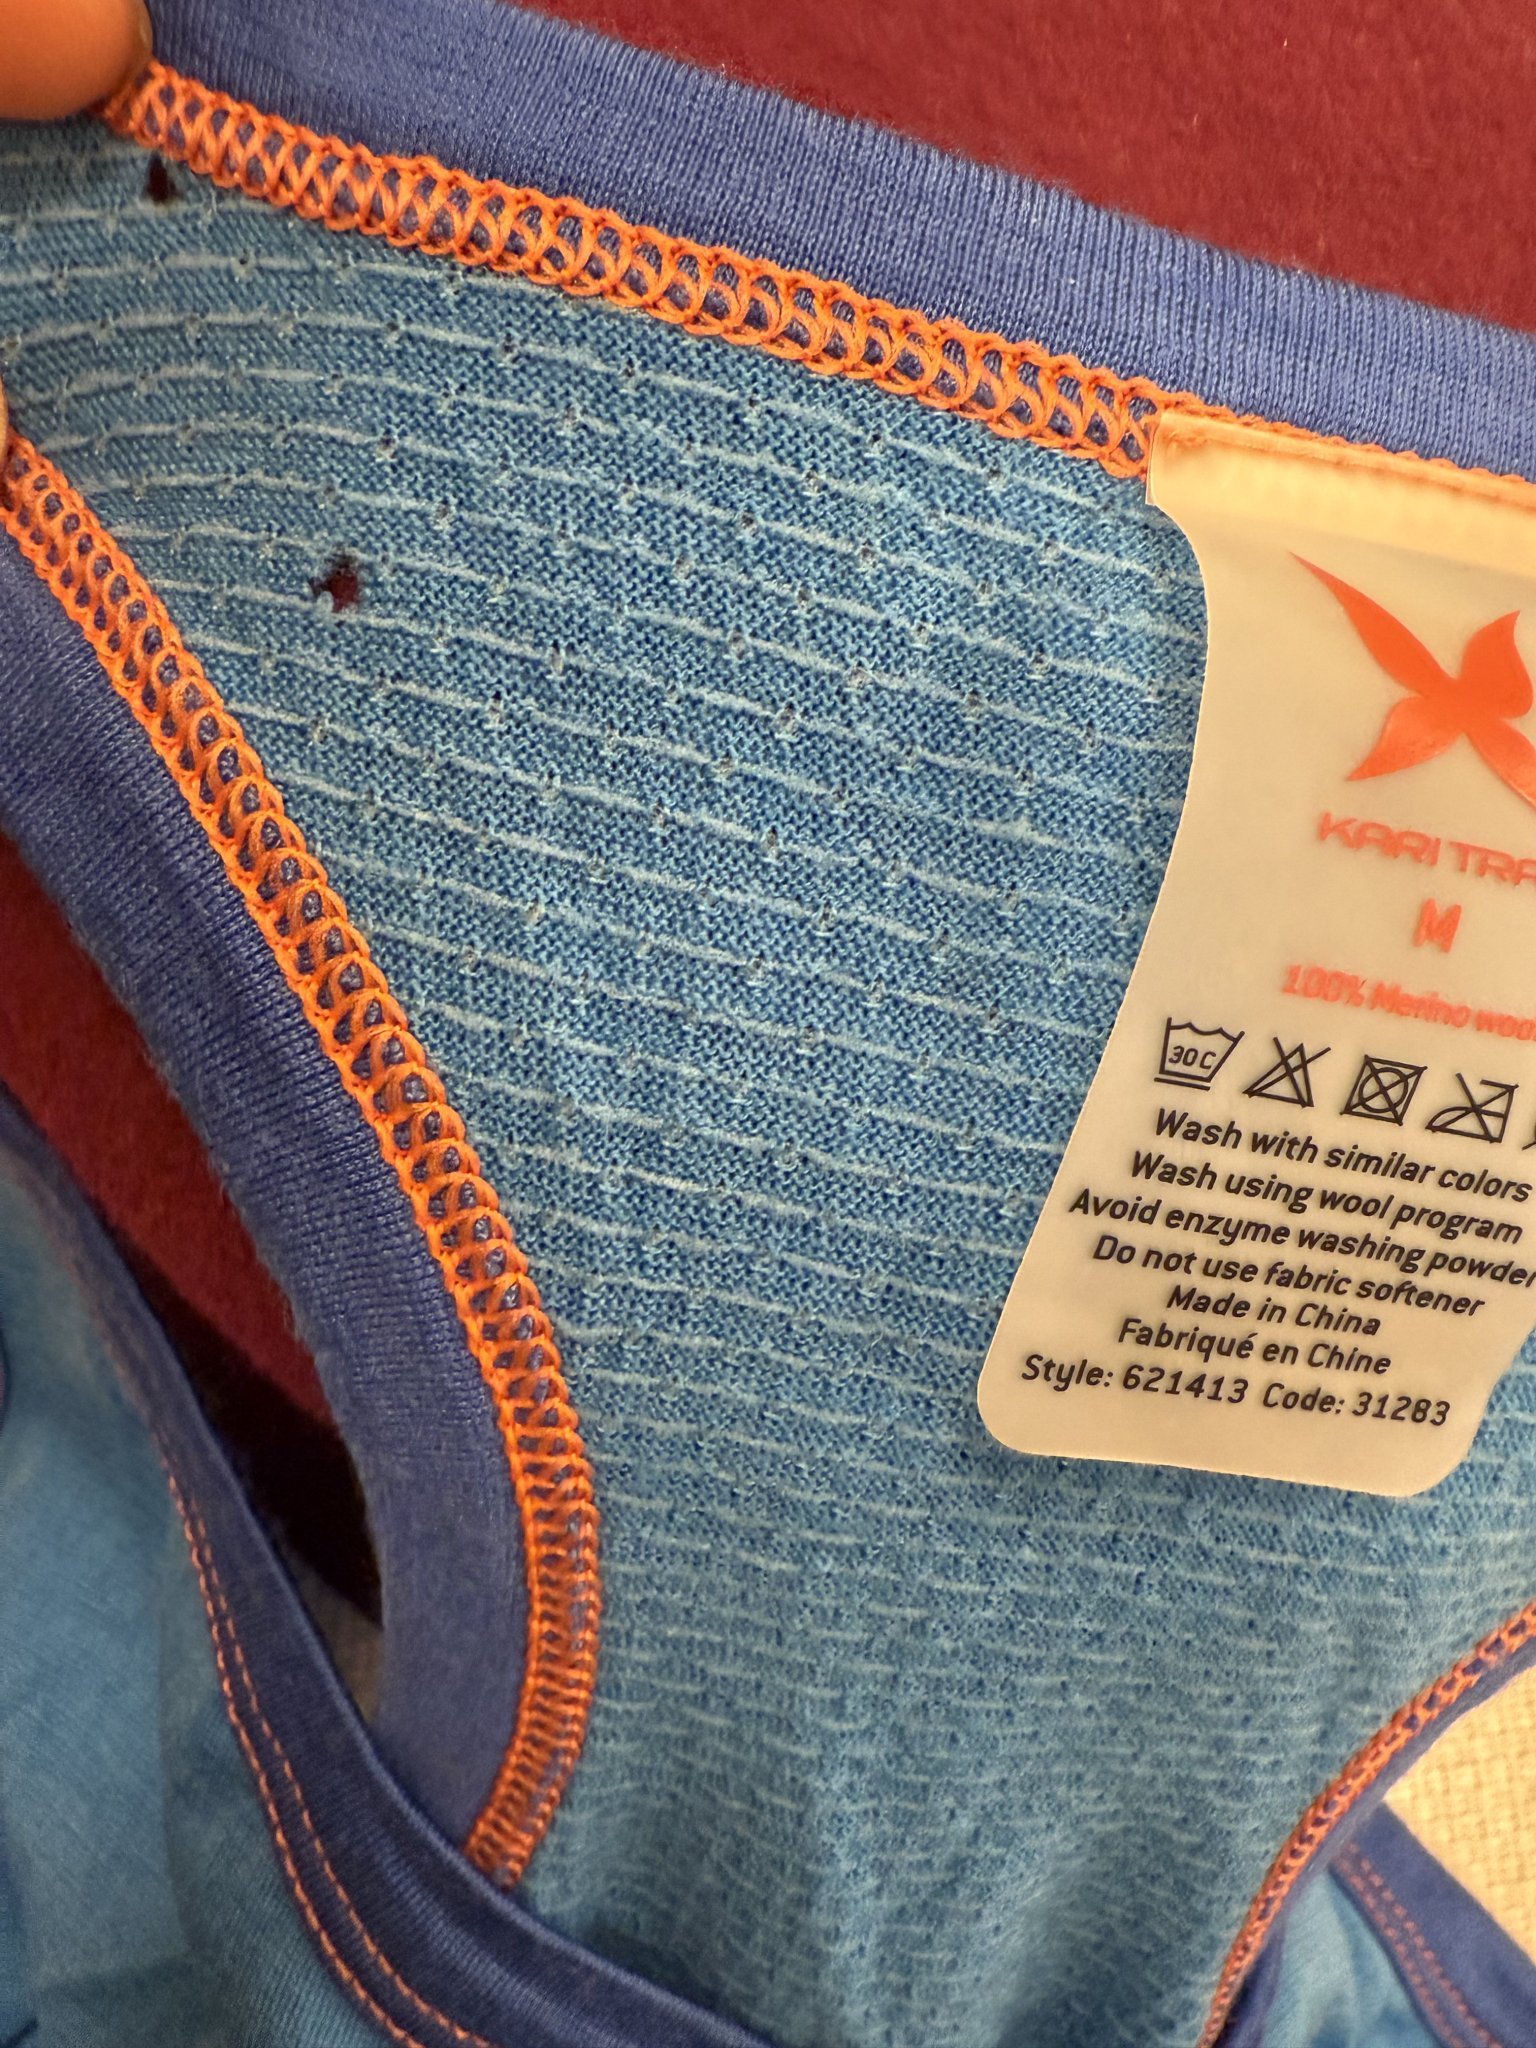 KARI TRA
M
100% Merino woo
30C
Wash with similar colors
Wash using wool program
Avoid enzyme washing powder
Do not use fabric softener
Made in China
Fabriqué en Chine
Style: 621413 Code: 31283